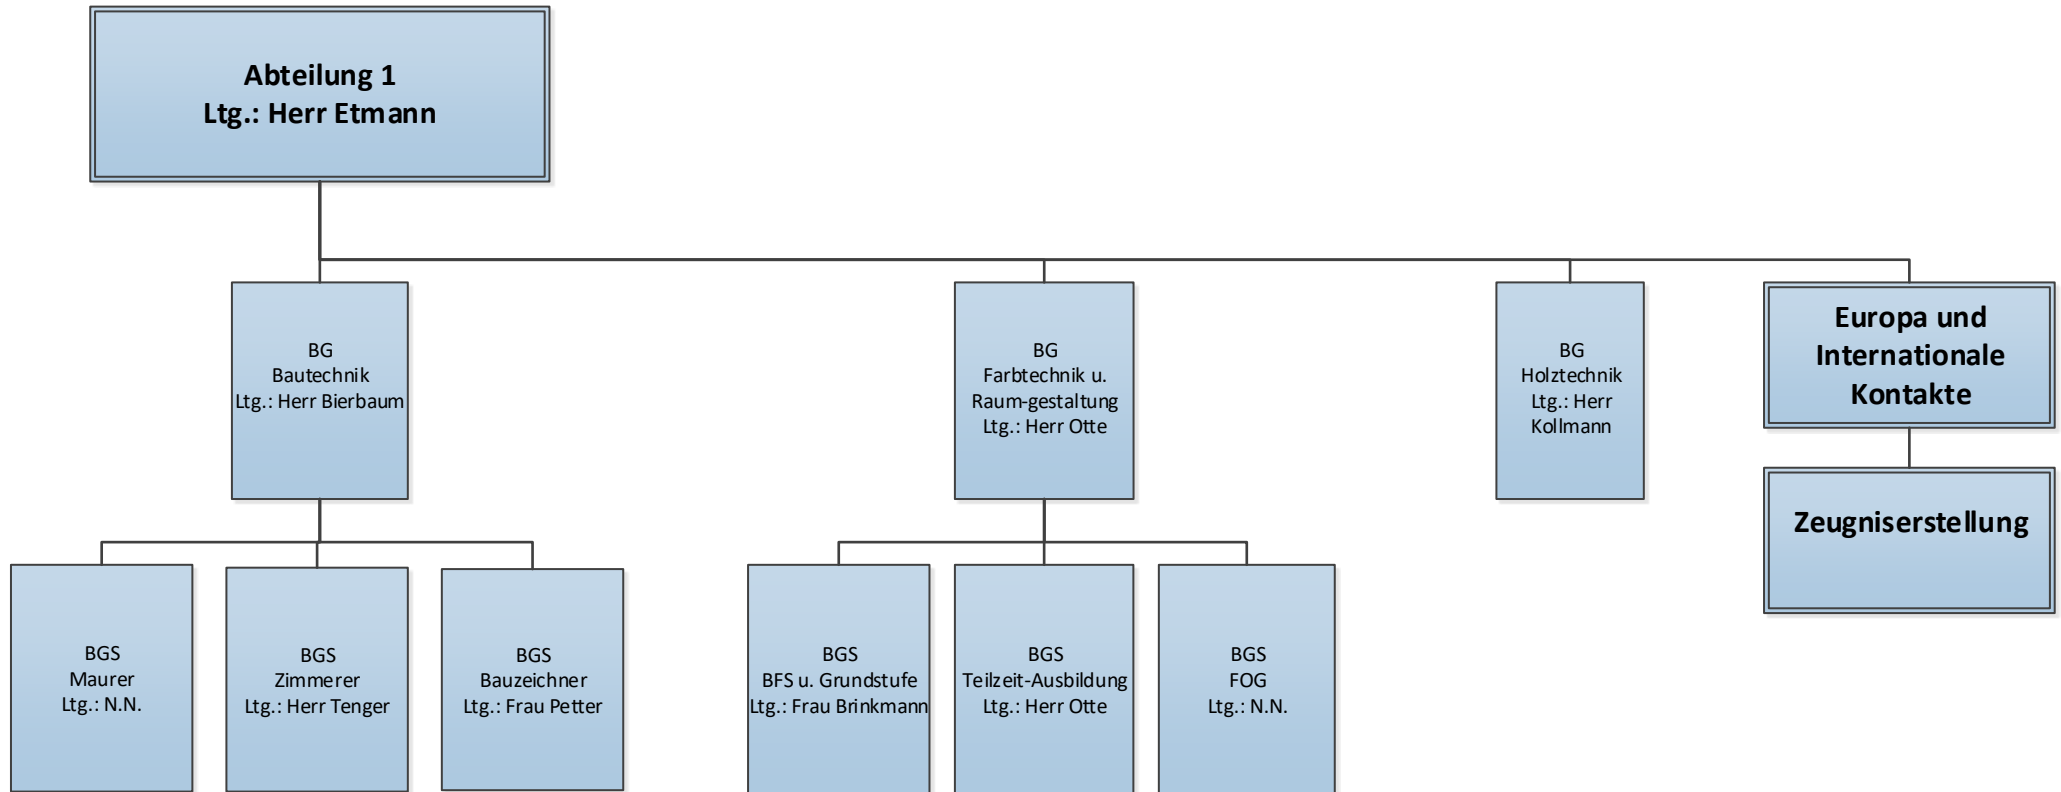 Abteilung 1
Ltg.: Herr Etmann
BG
Bautechnik
Ltg.: Herr Bierbaum
BG
Farbtechnik u.
Raum-gestaltung
Ltg.: Herr Otte
BG
Holztechnik
Ltg.: Herr
Kollmann
Europa und
Internationale
Kontakte
Zeugniserstellung
BGS
Maurer
Ltg.: N.N.
BGS
Zimmerer
Ltg.: Herr Tenger
BGS
Bauzeichner
Ltg.: Frau Petter
BGS
BFS u. Grundstufe
Ltg.: Frau Brinkmann
BGS
Teilzeit-Ausbildung
Ltg.: Herr Otte
BGS
FOG
Ltg.: N.N.